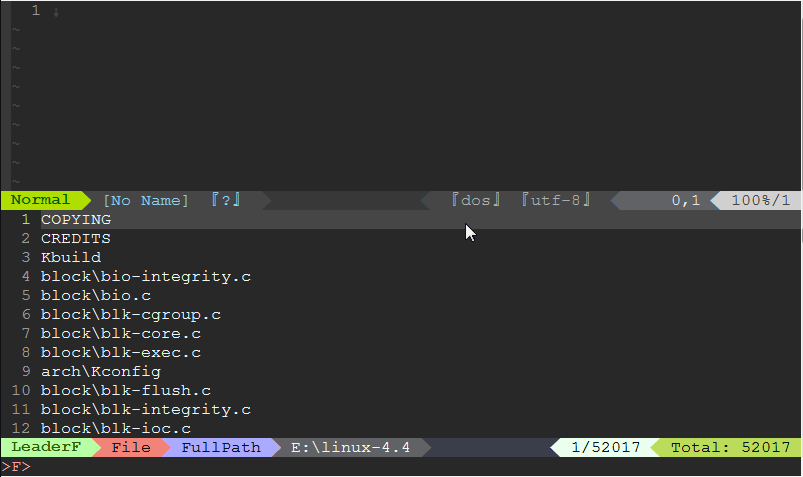 1 ↓
~
~
~
~
~
~
~
~
~
Normal [No Name] 『?』 『dos』 『utf-8』 0,1 100%/1
1 COPYING
2 CREDITS
3 Kbuild
4 block\bio-integrity.c
5 block\bio.c
6 block\blk-cgroup.c
7 block\blk-core.c
8 block\blk-exec.c
9 arch\Kconfig
10 block\blk-flush.c
11 block\blk-integrity.c
12 block\blk-ioc.c
LeaderF File FullPath E:\linux-4.4 1/52017 Total: 52017
>F>